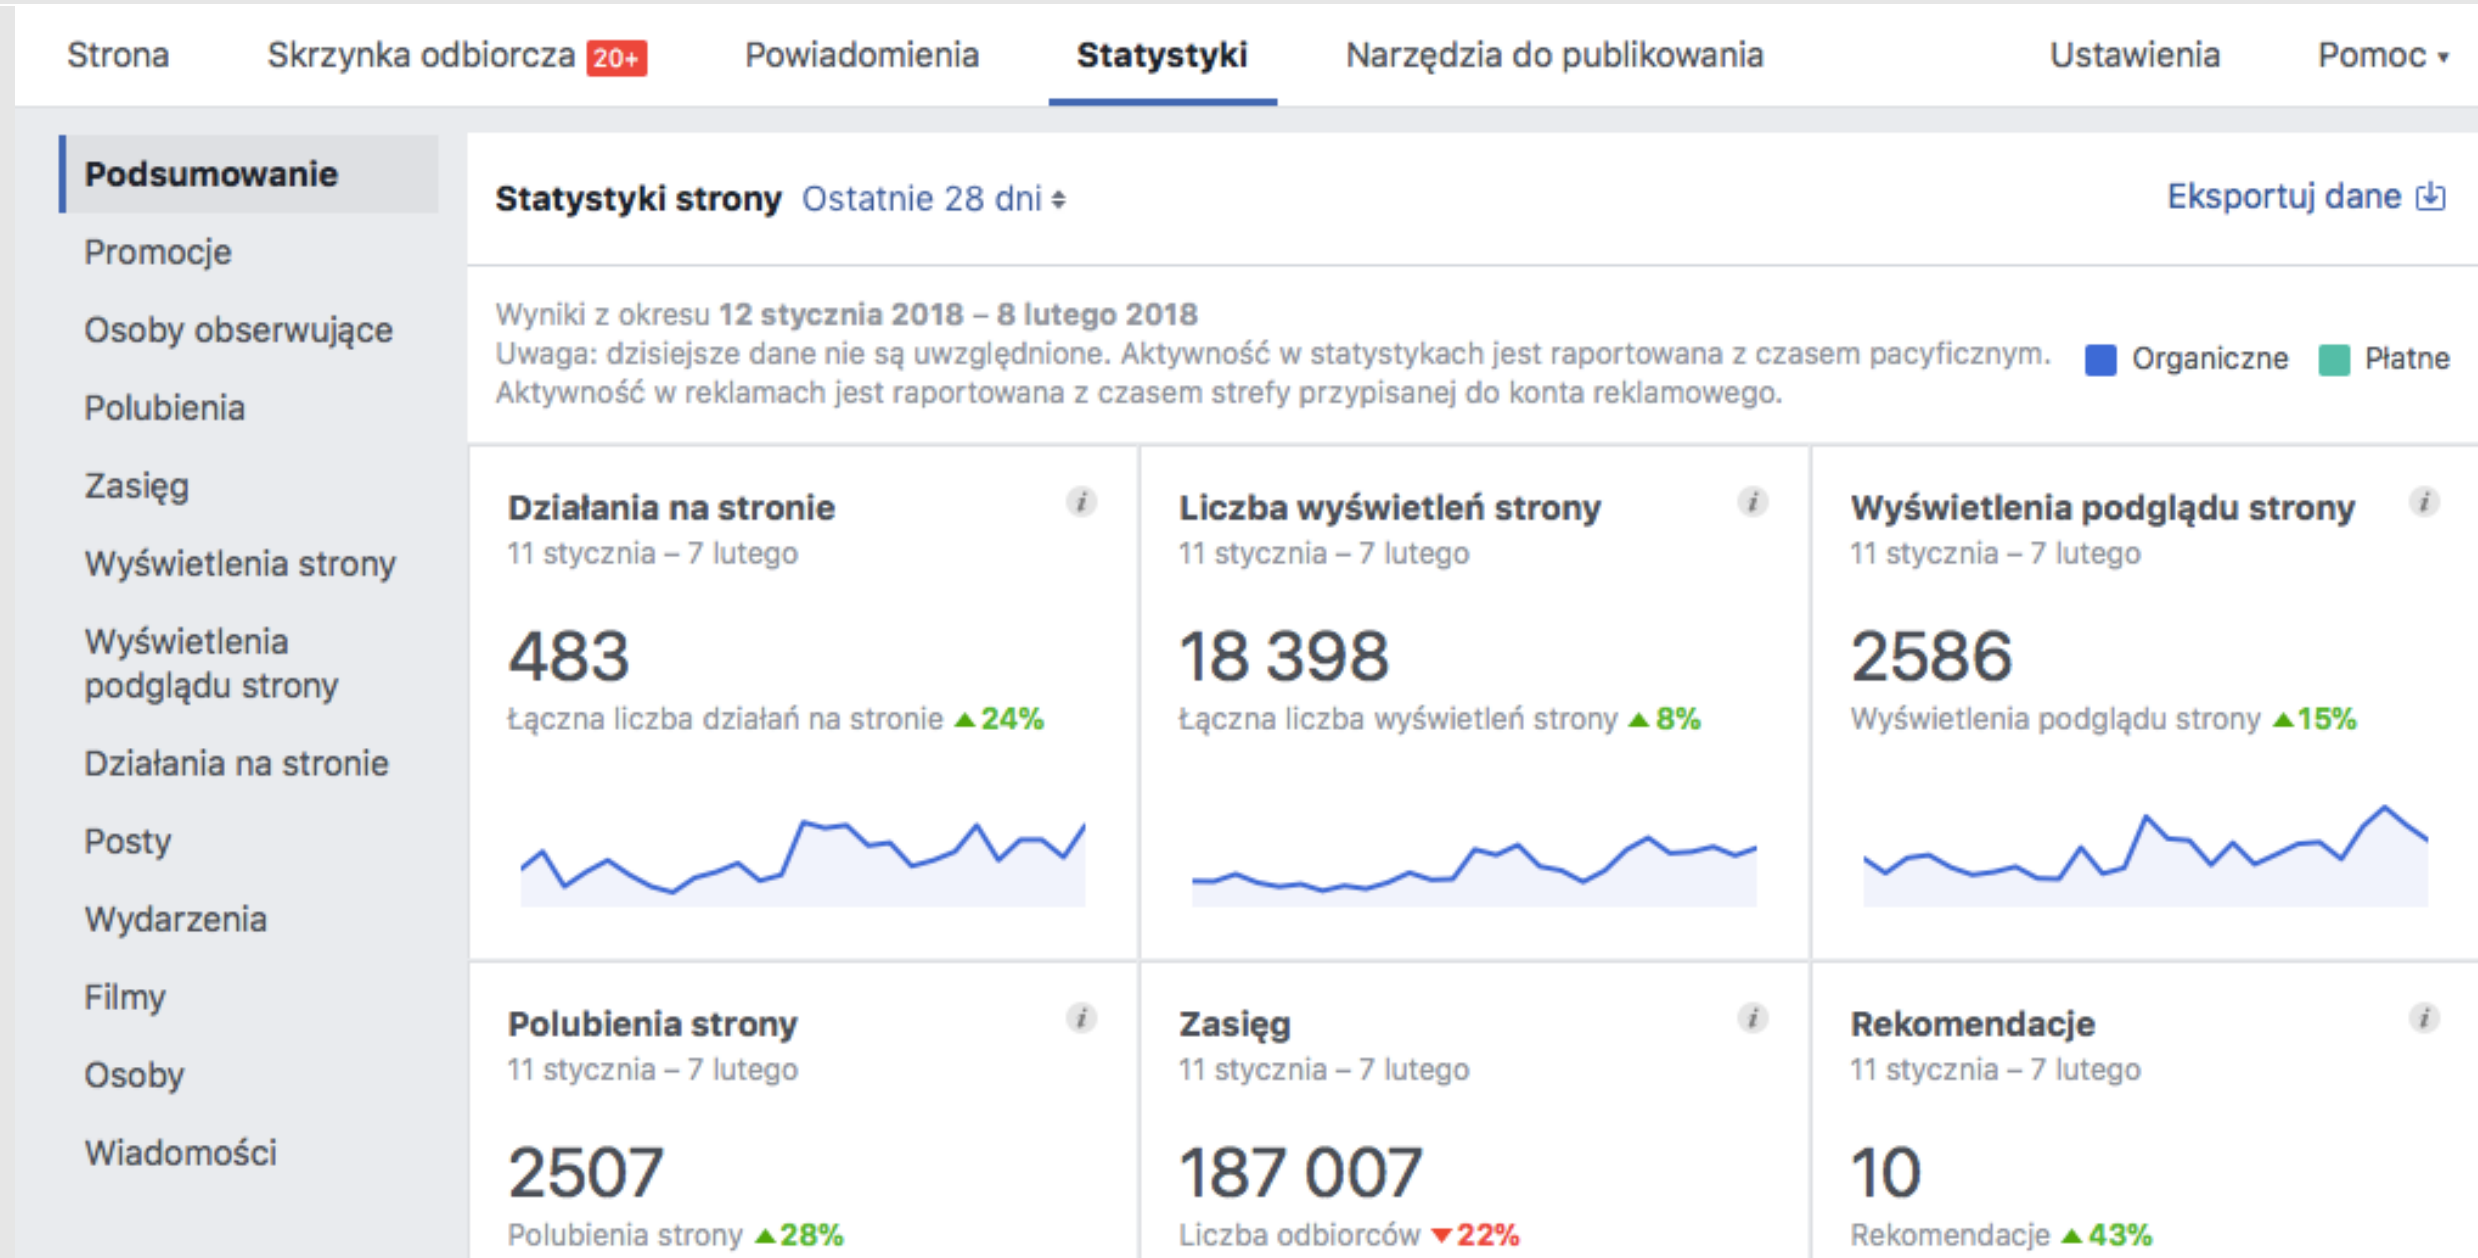 Strona Skrzynka odbiorcza 20+ Powiadomienia Statystyki Narzędzia do publikowania Ustawienia Pomoc
Podsumowanie
Promocje
Osoby obserwujące
Polubienia
Zasięg
Wyświetlenia strony
Wyświetlenia
podglądu strony
Działania na stronie
Posty
Wydarzenia
Filmy
Osoby
Wiadomości
Statystyki strony Ostatnie 28 dni Eksportuj dane
Wyniki z okresu 12 stycznia 2018 – 8 lutego 2018
Uwaga: dzisiejsze dane nie są uwzględnione. Aktywność w statystykach jest raportowana z czasem pacyficznym.
Aktywność w reklamach jest raportowana z czasem strefy przypisanej do konta reklamowego.
Organiczne Płatne
Działania na stronie
11 stycznia – 7 lutego
483
Łączna liczba działań na stronie ▲24%
Liczba wyświetleń strony
11 stycznia – 7 lutego
18 398
Łączna liczba wyświetleń strony ▲8%
Wyświetlenia podglądu strony
11 stycznia – 7 lutego
2586
Wyświetlenia podglądu strony ▲15%
Polubienia strony
11 stycznia – 7 lutego
2507
Polubienia strony ▲28%
Zasięg
11 stycznia – 7 lutego
187 007
Liczba odbiorców ▼22%
Rekomendacje
11 stycznia – 7 lutego
10
Rekomendacje ▲43%